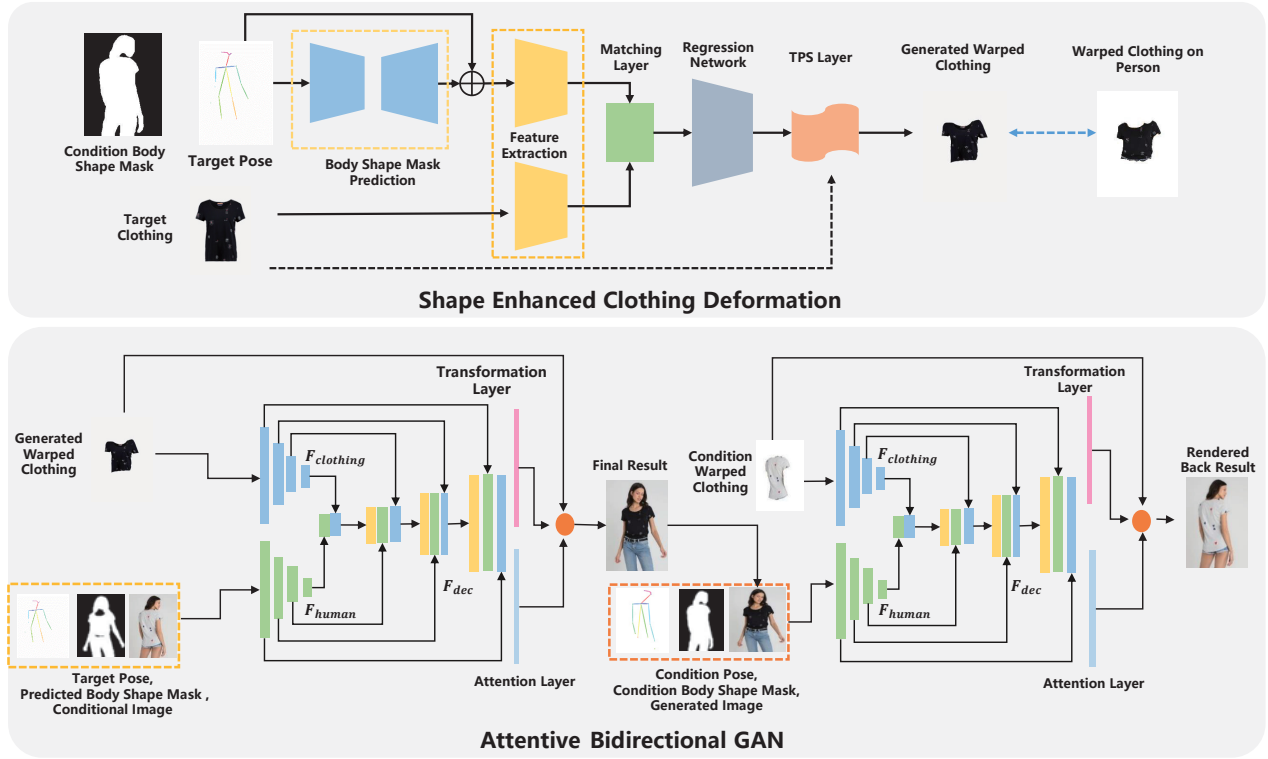 Condition Body
Shape Mask
Target Pose
Body Shape Mask
Prediction
Feature
Extraction
Matching
Layer
Regression
Network
TPS Layer
Generated Warped
Clothing
Warped Clothing on
Person
Target
Clothing
Shape Enhanced Clothing Deformation
Generated
Warped
Clothing
F_clothing
F_human
F_dec
Transformation
Layer
Attention Layer
Target Pose,
Predicted Body Shape Mask ,
Conditional Image
Final Result
Condition
Warped
Clothing
Condition Pose,
Condition Body Shape Mask,
Generated Image
F_clothing
F_human
F_dec
Transformation
Layer
Attention Layer
Rendered
Back Result
Attentive Bidirectional GAN